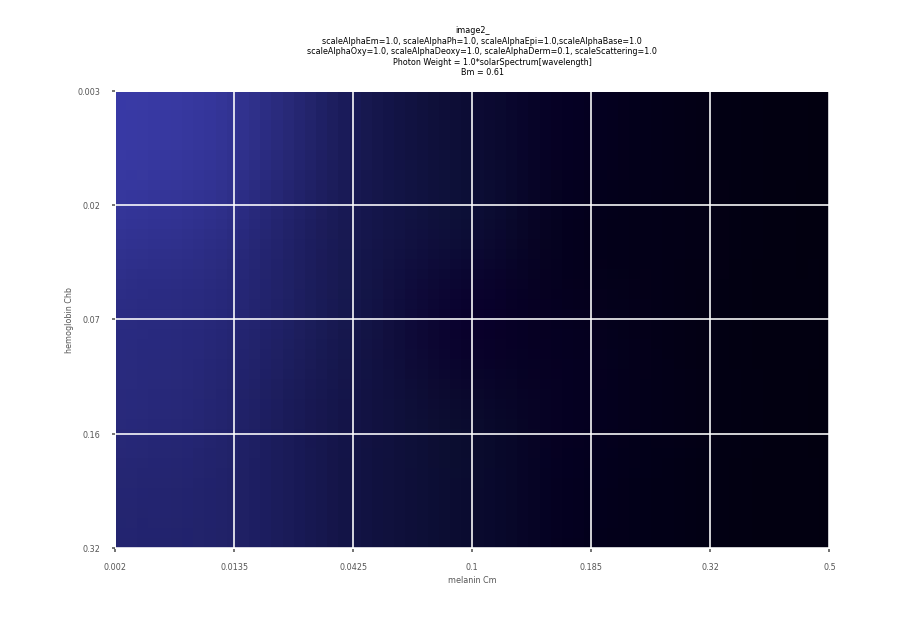 image2_
scaleAlphaEm=1.0, scaleAlphaPh=1.0, scaleAlphaEpi=1.0,scaleAlphaBase=1.0
scaleAlphaOxy=1.0, scaleAlphaDeoxy=1.0, scaleAlphaDerm=0.1, scaleScattering=1.0
Photon Weight = 1.0*solarSpectrum[wavelength]
Bm = 0.61
0.003
0.02
0.07
0.16
0.32
hemoglobin Chb
0.002 0.0135 0.0425 0.1 0.185 0.32 0.5
melanin Cm